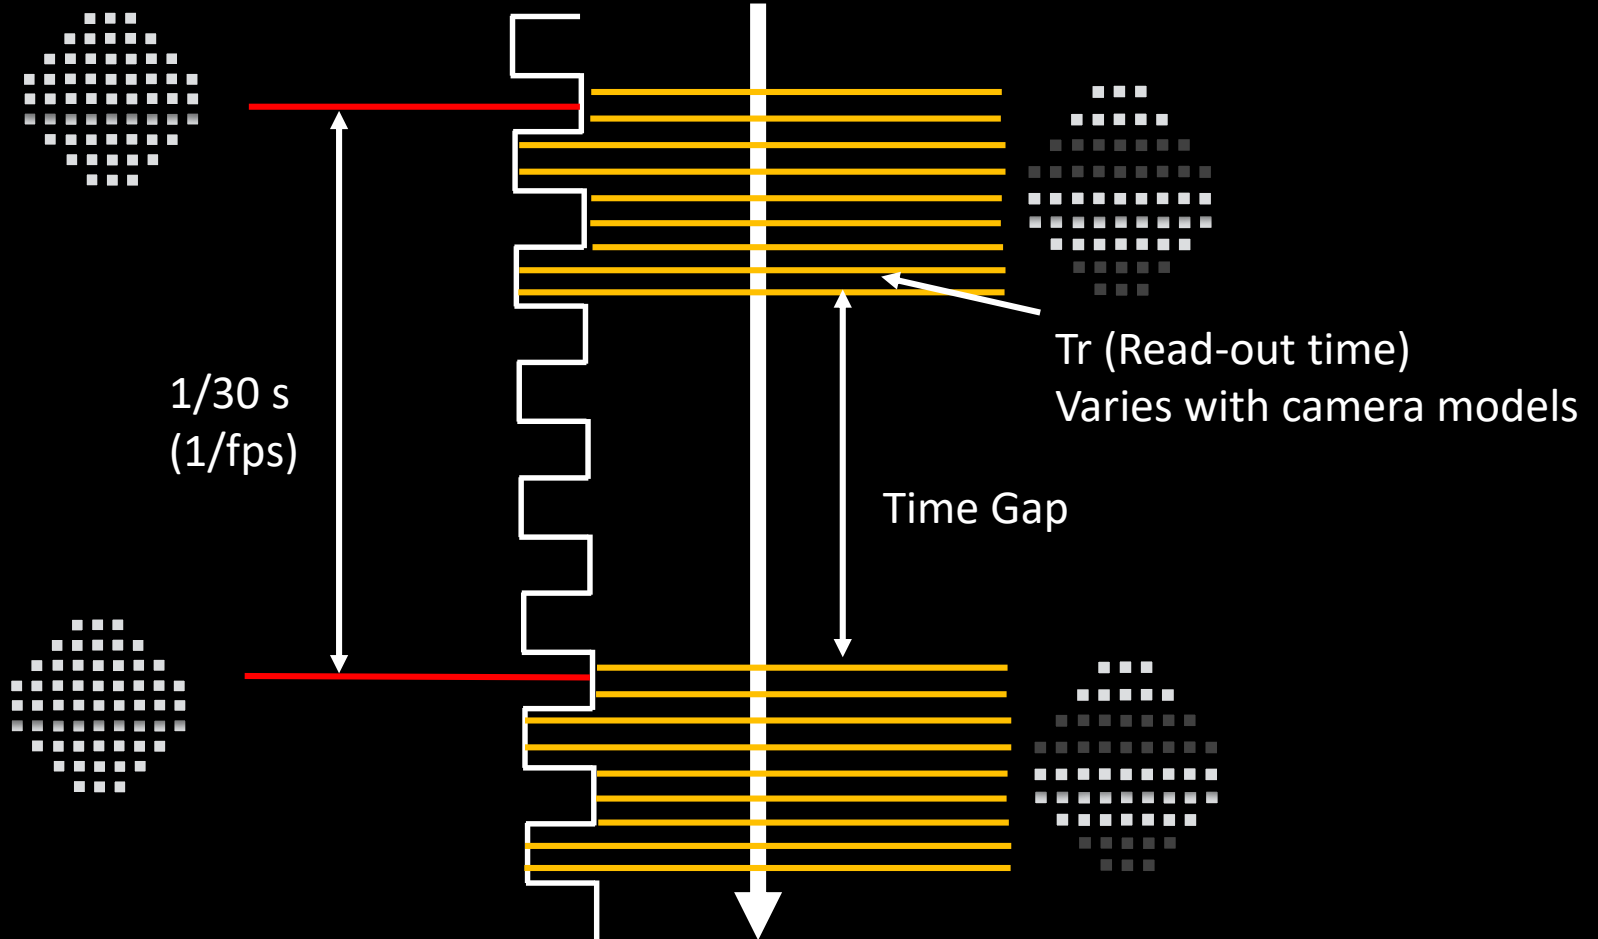 1/30 s
(1/fps)
Tr (Read-out time)
Varies with camera models
Time Gap